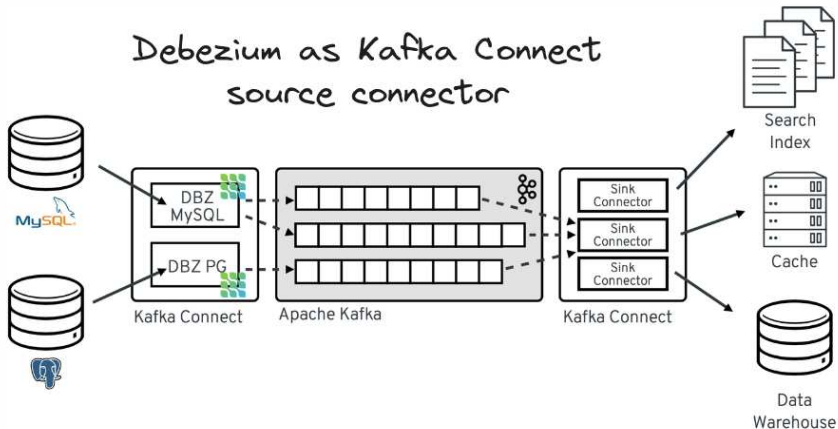 Debezium as Kafka Connect
source connector
MySQL
DBZ
MySQL
DBZ PG
Kafka Connect
Apache Kafka
Sink
Connector
Sink
Connector
Sink
Connector
Kafka Connect
Search
Index
Cache
Data
Warehouse